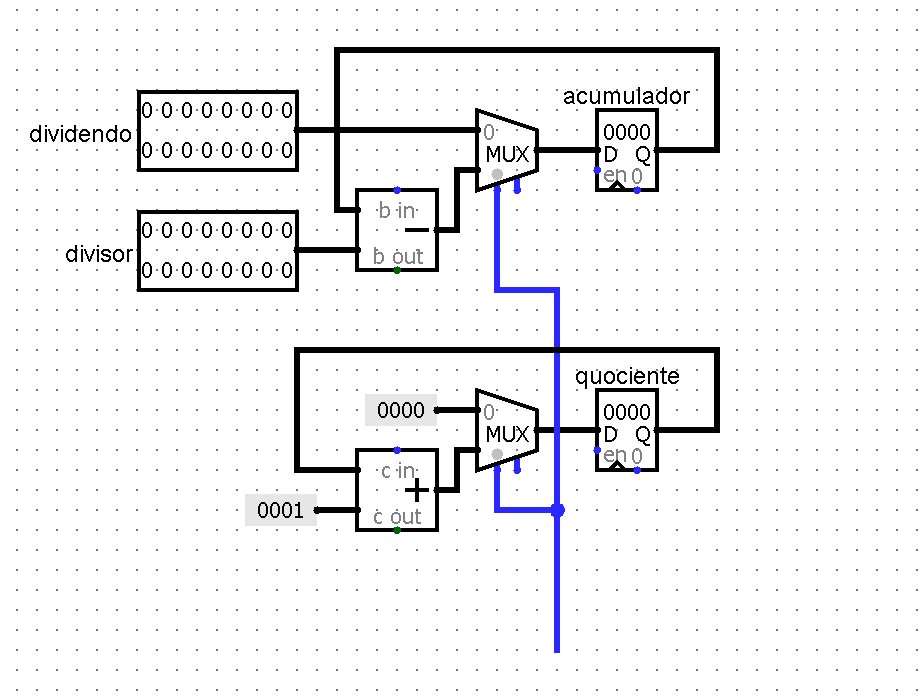 acumulador
dividendo
0 0 0 0 0 0 0 0
0 0 0 0 0 0 0 0
0
MUX
0000
D Q
en 0
divisor
0 0 0 0 0 0 0 0
0 0 0 0 0 0 0 0
b in
−
b out
quociente
0000
0
MUX
0000
D Q
en 0
c in
+
c out
0001